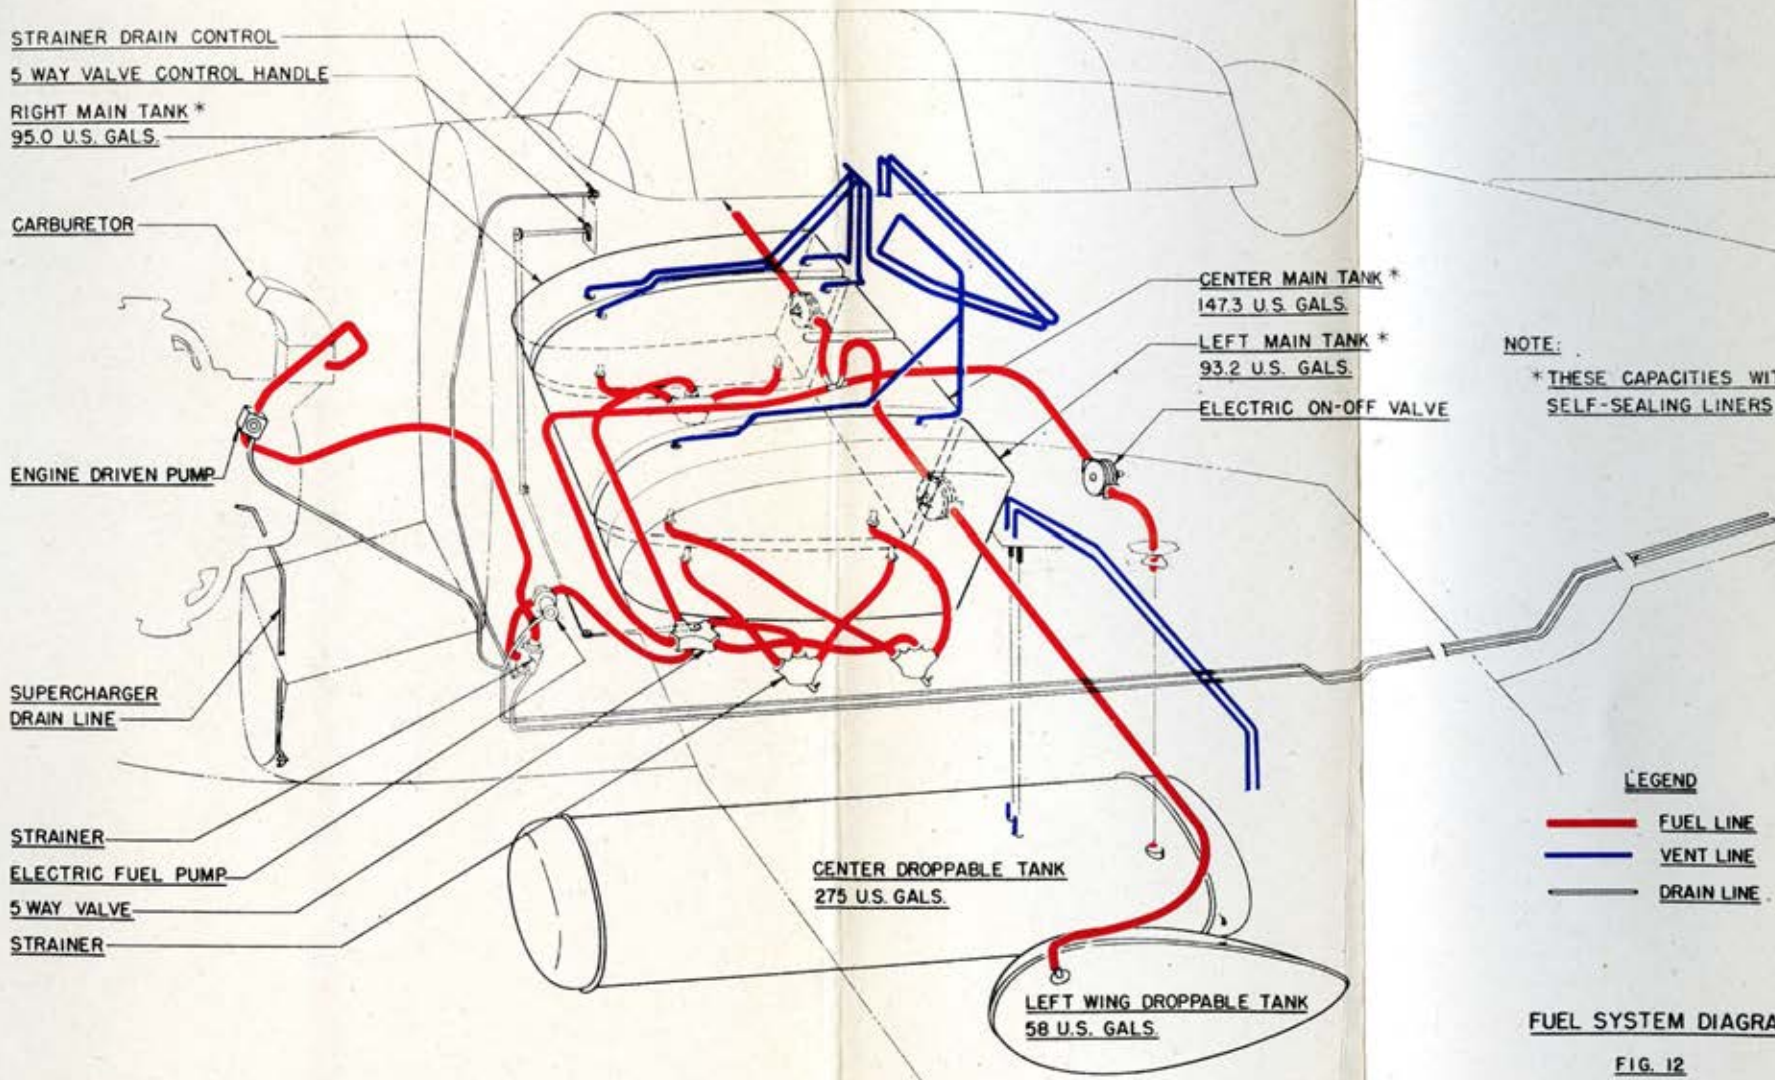 STRAINER DRAIN CONTROL
5 WAY VALVE CONTROL HANDLE
RIGHT MAIN TANK *
95.0 U.S. GALS.
CARBURETOR
ENGINE DRIVEN PUMP
SUPERCHARGER
DRAIN LINE
STRAINER
ELECTRIC FUEL PUMP
5 WAY VALVE
STRAINER
CENTER MAIN TANK *
147.3 U.S. GALS.
LEFT MAIN TANK *
93.2 U.S. GALS.
ELECTRIC ON-OFF VALVE
NOTE:
* THESE CAPACITIES WIT
SELF-SEALING LINERS
CENTER DROPPABLE TANK
275 U.S. GALS.
LEFT WING DROPPABLE TANK
58 U.S. GALS.
LEGEND
FUEL LINE
VENT LINE
DRAIN LINE
FUEL SYSTEM DIAGRA
FIG. 12